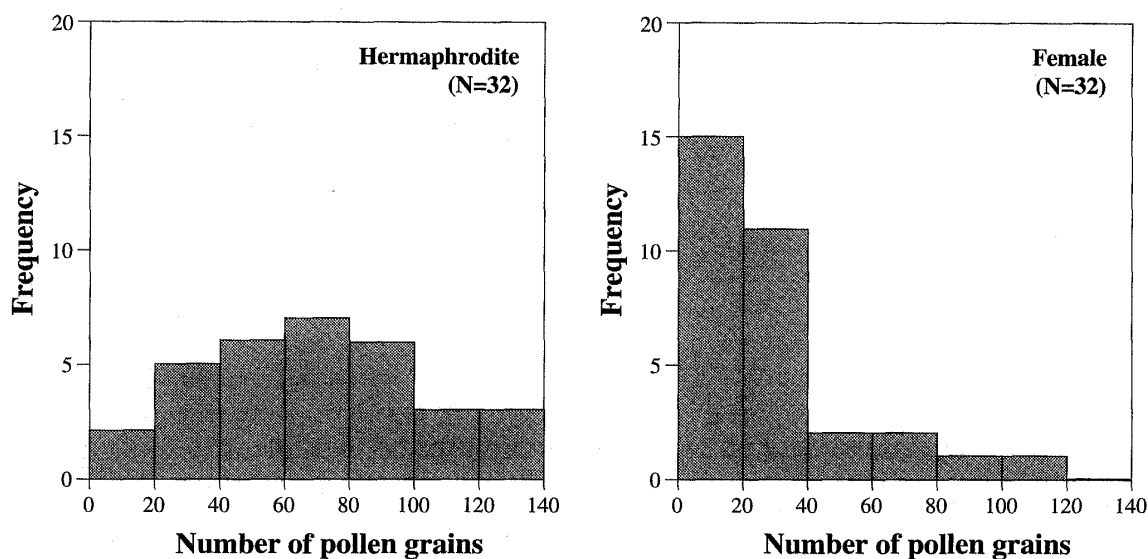 Hermaphrodite
(N=32)
20
15
10
5
0
Frequency
0 20 40 60 80 100 120 140
Number of pollen grains
Female
(N=32)
20
15
10
5
0
Frequency
0 20 40 60 80 100 120 140
Number of pollen grains